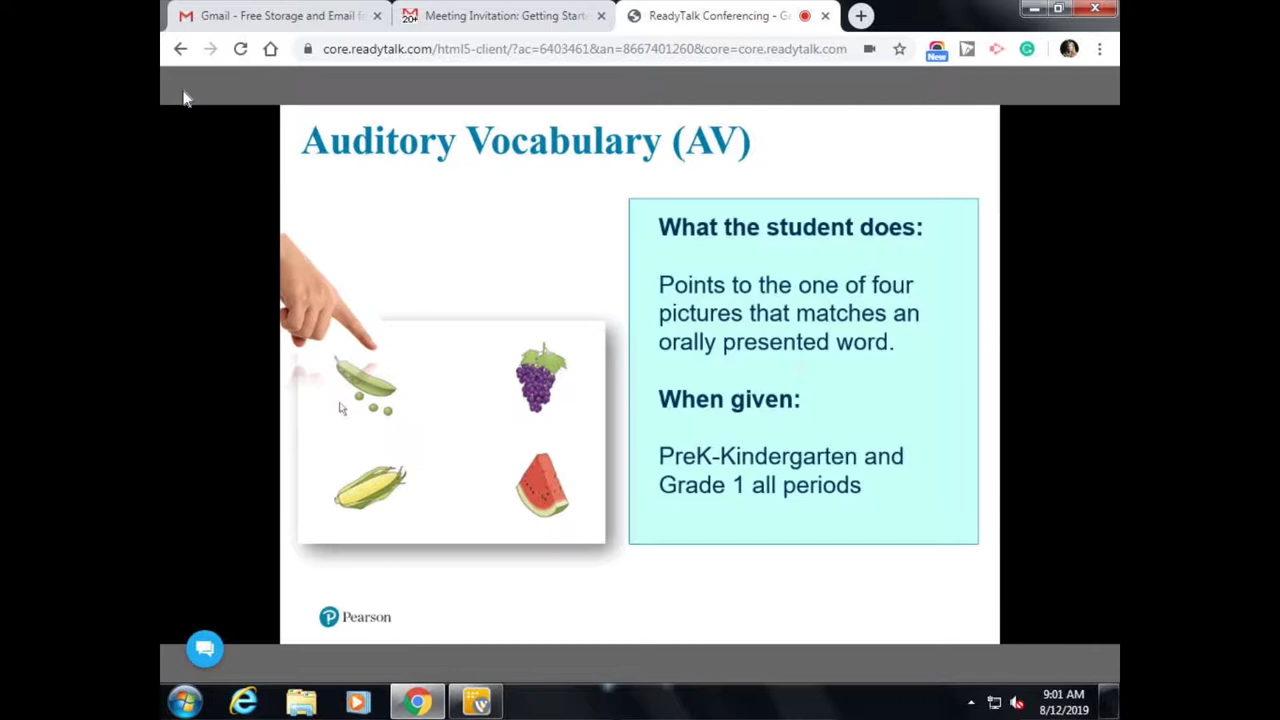 Gmail - Free Storage and Email f
Meeting Invitation: Getting Start
ReadyTalk Conferencing - G
core.readytalk.com/html5-client/?ac=6403461&an=8667401260&core=core.readytalk.com
New
Auditory Vocabulary (AV)
What the student does:
Points to the one of four
pictures that matches an
orally presented word.
When given:
PreK-Kindergarten and
Grade 1 all periods
Pearson
9:01 AM
8/12/2019